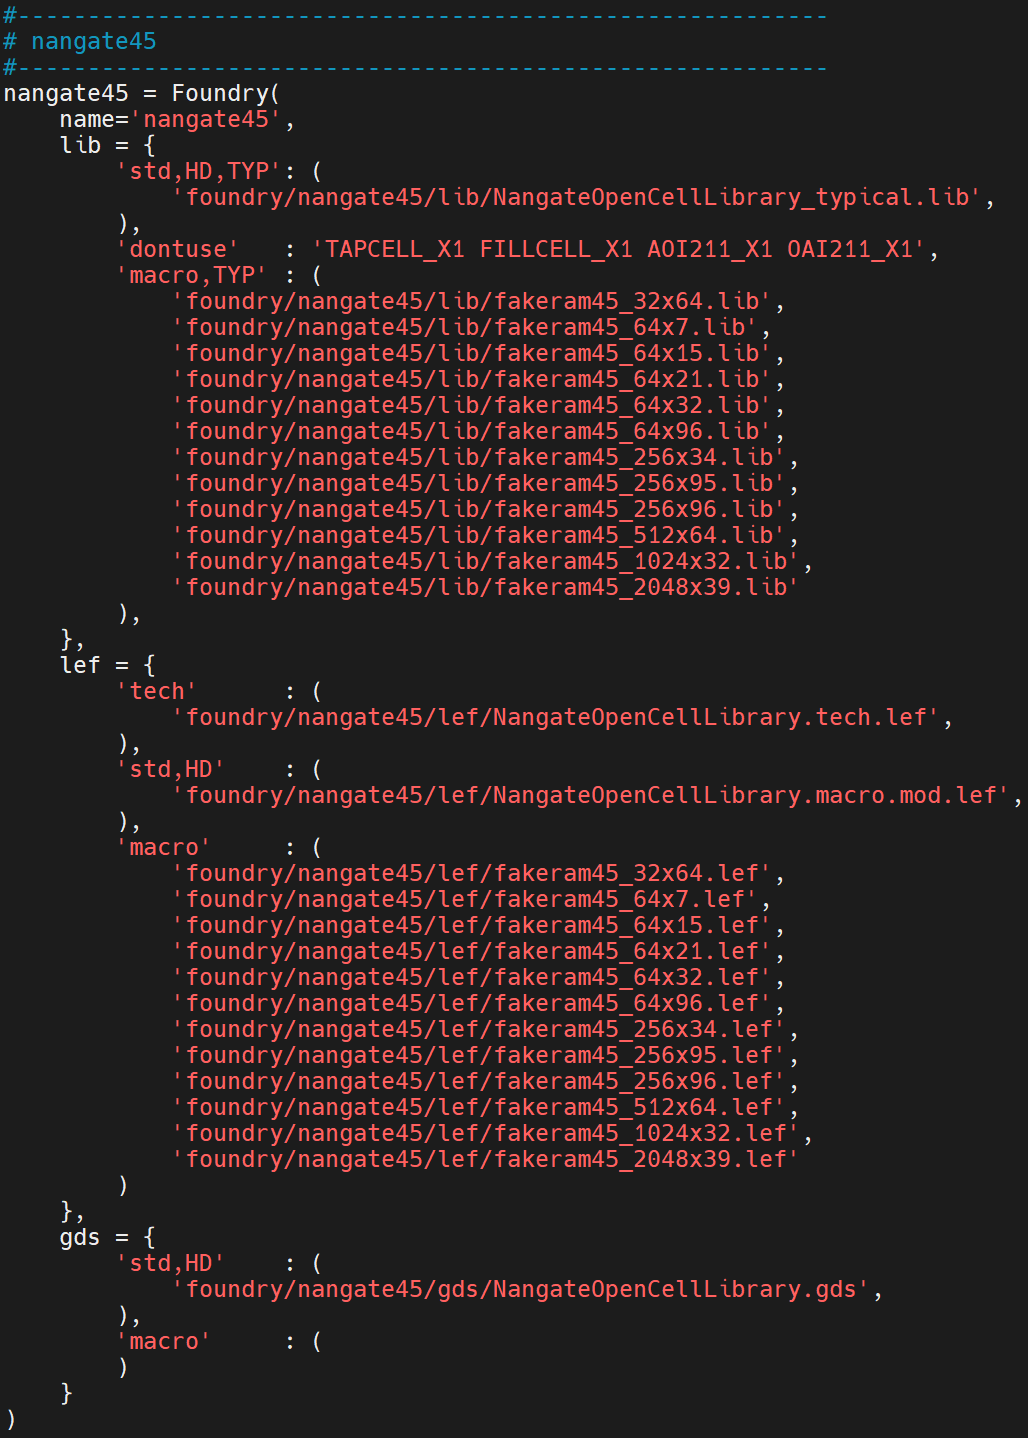 #----------------------------------------------------------
# nangate45
#----------------------------------------------------------
nangate45 = Foundry(
    name='nangate45',
    lib = {
        'std,HD,TYP': (
            'foundry/nangate45/lib/NangateOpenCellLibrary_typical.lib',
        ),
        'dontuse'   : 'TAPCELL_X1 FILLCELL_X1 AOI211_X1 OAI211_X1',
        'macro,TYP' : (
            'foundry/nangate45/lib/fakeram45_32x64.lib',
            'foundry/nangate45/lib/fakeram45_64x7.lib',
            'foundry/nangate45/lib/fakeram45_64x15.lib',
            'foundry/nangate45/lib/fakeram45_64x21.lib',
            'foundry/nangate45/lib/fakeram45_64x32.lib',
            'foundry/nangate45/lib/fakeram45_64x96.lib',
            'foundry/nangate45/lib/fakeram45_256x34.lib',
            'foundry/nangate45/lib/fakeram45_256x95.lib',
            'foundry/nangate45/lib/fakeram45_256x96.lib',
            'foundry/nangate45/lib/fakeram45_512x64.lib',
            'foundry/nangate45/lib/fakeram45_1024x32.lib',
            'foundry/nangate45/lib/fakeram45_2048x39.lib'
        ),
    },
    lef = {
        'tech'      : (
            'foundry/nangate45/lef/NangateOpenCellLibrary.tech.lef',
        ),
        'std,HD'    : (
            'foundry/nangate45/lef/NangateOpenCellLibrary.macro.mod.lef',
        ),
        'macro'     : (
            'foundry/nangate45/lef/fakeram45_32x64.lef',
            'foundry/nangate45/lef/fakeram45_64x7.lef',
            'foundry/nangate45/lef/fakeram45_64x15.lef',
            'foundry/nangate45/lef/fakeram45_64x21.lef',
            'foundry/nangate45/lef/fakeram45_64x32.lef',
            'foundry/nangate45/lef/fakeram45_64x96.lef',
            'foundry/nangate45/lef/fakeram45_256x34.lef',
            'foundry/nangate45/lef/fakeram45_256x95.lef',
            'foundry/nangate45/lef/fakeram45_256x96.lef',
            'foundry/nangate45/lef/fakeram45_512x64.lef',
            'foundry/nangate45/lef/fakeram45_1024x32.lef',
            'foundry/nangate45/lef/fakeram45_2048x39.lef'
        )
    },
    gds = {
        'std,HD'    : (
            'foundry/nangate45/gds/NangateOpenCellLibrary.gds',
        ),
        'macro'     : (
        )
    }
)